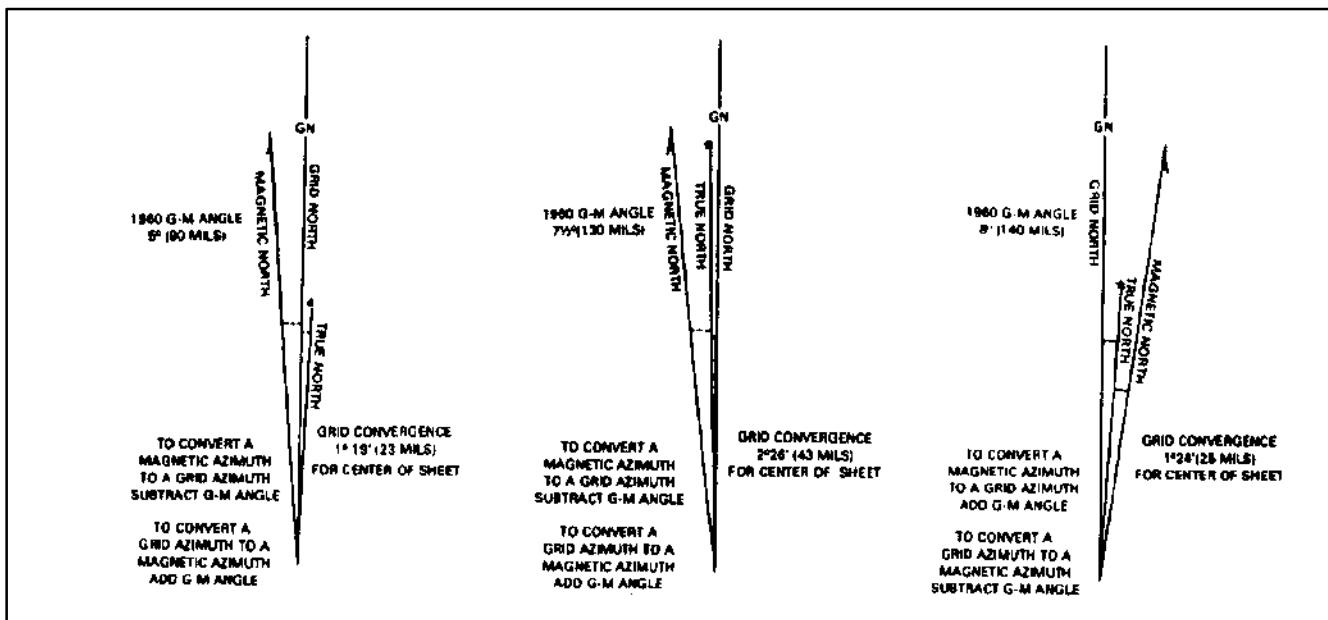 GN
MAGNETIC NORTH
GRID NORTH
1960 G-M ANGLE
5° (90 MILS)
TRUE NORTH
GRID CONVERGENCE
1° 19' (23 MILS)
FOR CENTER OF SHEET
TO CONVERT A
MAGNETIC AZIMUTH
TO A GRID AZIMUTH
SUBTRACT G-M ANGLE
TO CONVERT A
GRID AZIMUTH TO A
MAGNETIC AZIMUTH
ADD G-M ANGLE
GN
MAGNETIC NORTH
TRUE NORTH
GRID NORTH
1960 G-M ANGLE
7½° (130 MILS)
GRID CONVERGENCE
2°26' (43 MILS)
FOR CENTER OF SHEET
TO CONVERT A
MAGNETIC AZIMUTH
TO A GRID AZIMUTH
SUBTRACT G-M ANGLE
TO CONVERT A
GRID AZIMUTH TO A
MAGNETIC AZIMUTH
ADD G-M ANGLE
GN
GRID NORTH
TRUE NORTH
MAGNETIC NORTH
1960 G-M ANGLE
8° (140 MILS)
GRID CONVERGENCE
1°24' (25 MILS)
FOR CENTER OF SHEET
TO CONVERT A
MAGNETIC AZIMUTH
TO A GRID AZIMUTH
ADD G-M ANGLE
TO CONVERT A
GRID AZIMUTH TO A
MAGNETIC AZIMUTH
SUBTRACT G-M ANGLE